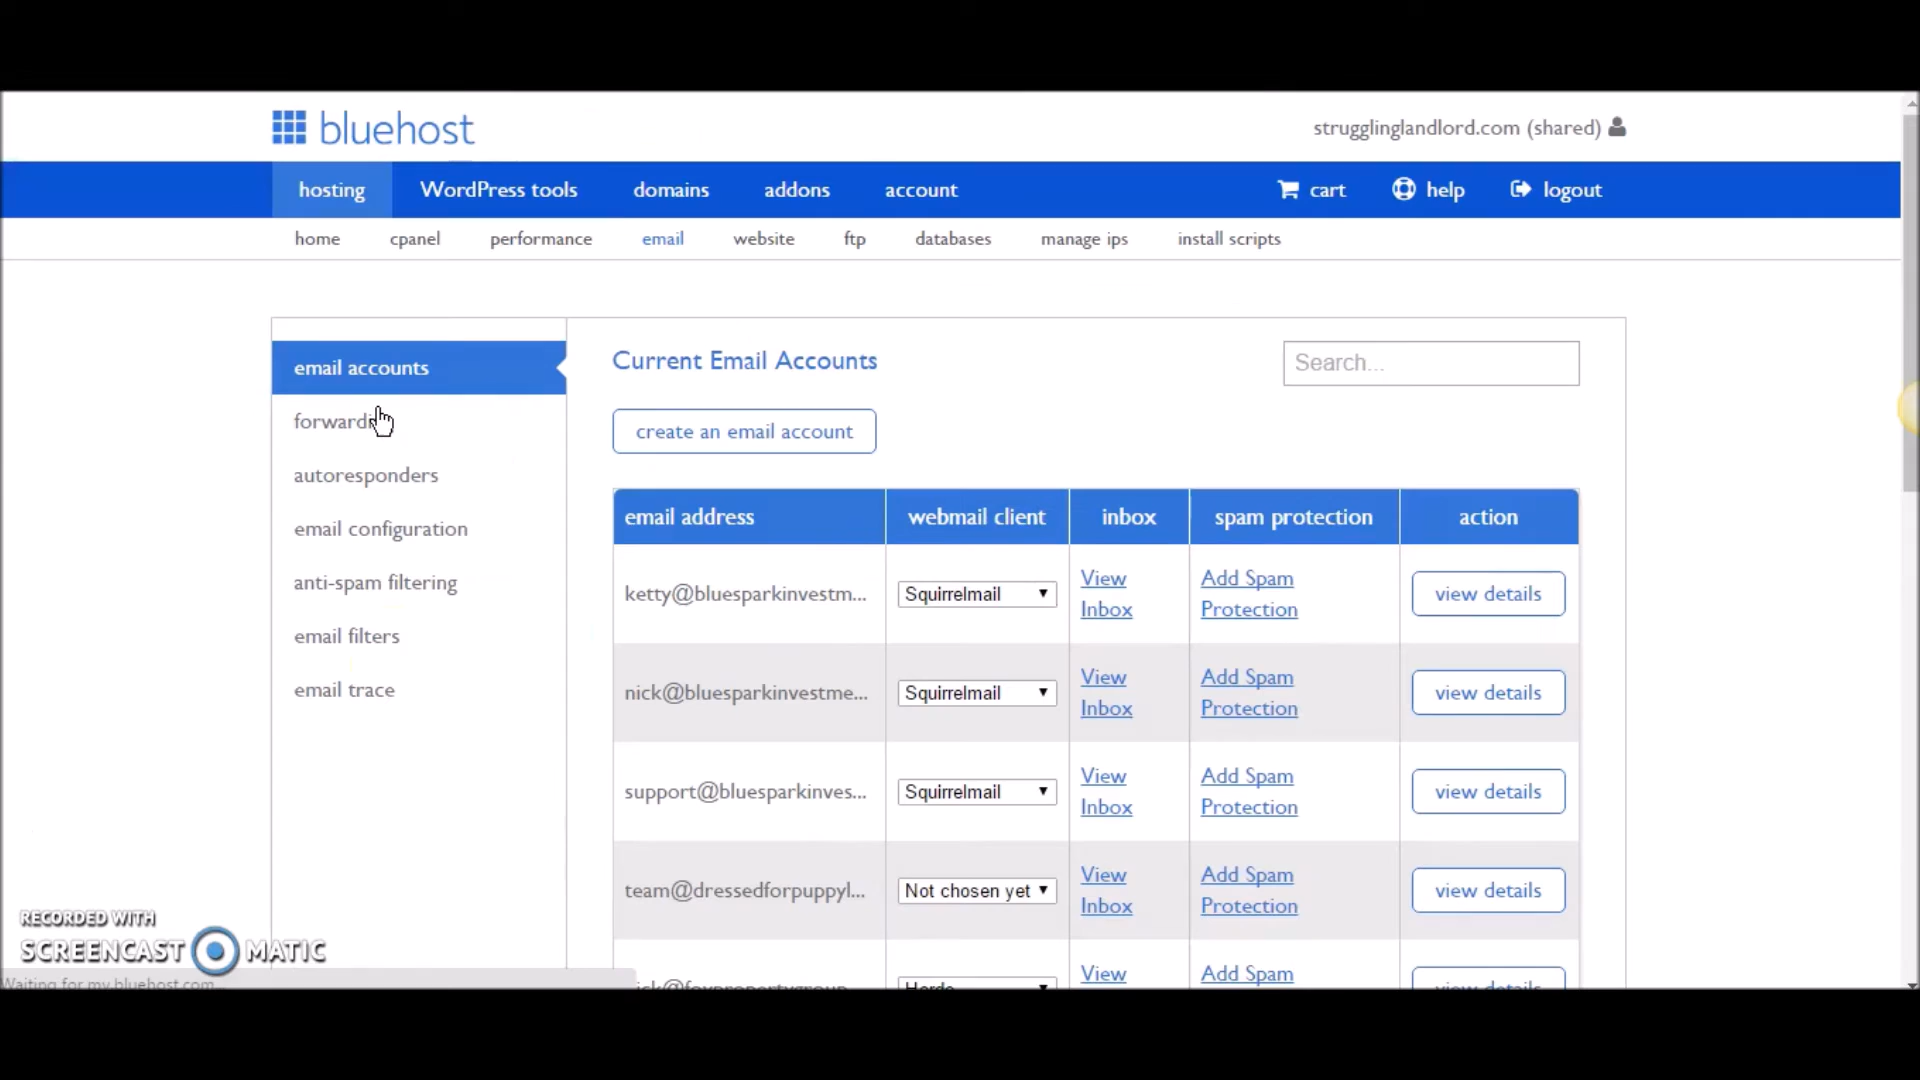 bluehost
strugglinglandlord.com (shared)
hosting WordPress tools domains addons account cart help logout
home cpanel performance email website ftp databases manage ips install scripts
email accounts
autoresponders
email configuration
anti-spam filtering
email filters
email trace
Current Email Accounts
Search...
create an email account
email address webmail client inbox spam protection action
ketty@bluesparkinvestm... Squirrelmail View Inbox Add Spam Protection view details
nick@bluesparkinvestme... Squirrelmail View Inbox Add Spam Protection view details
support@bluesparkinves... Squirrelmail View Inbox Add Spam Protection view details
team@dressedforpuppyl... Not chosen yet View Inbox Add Spam Protection view details
View Add Spam
RECORDED WITH
SCREENCAST MATIC
Waiting for my.bluehost.com...